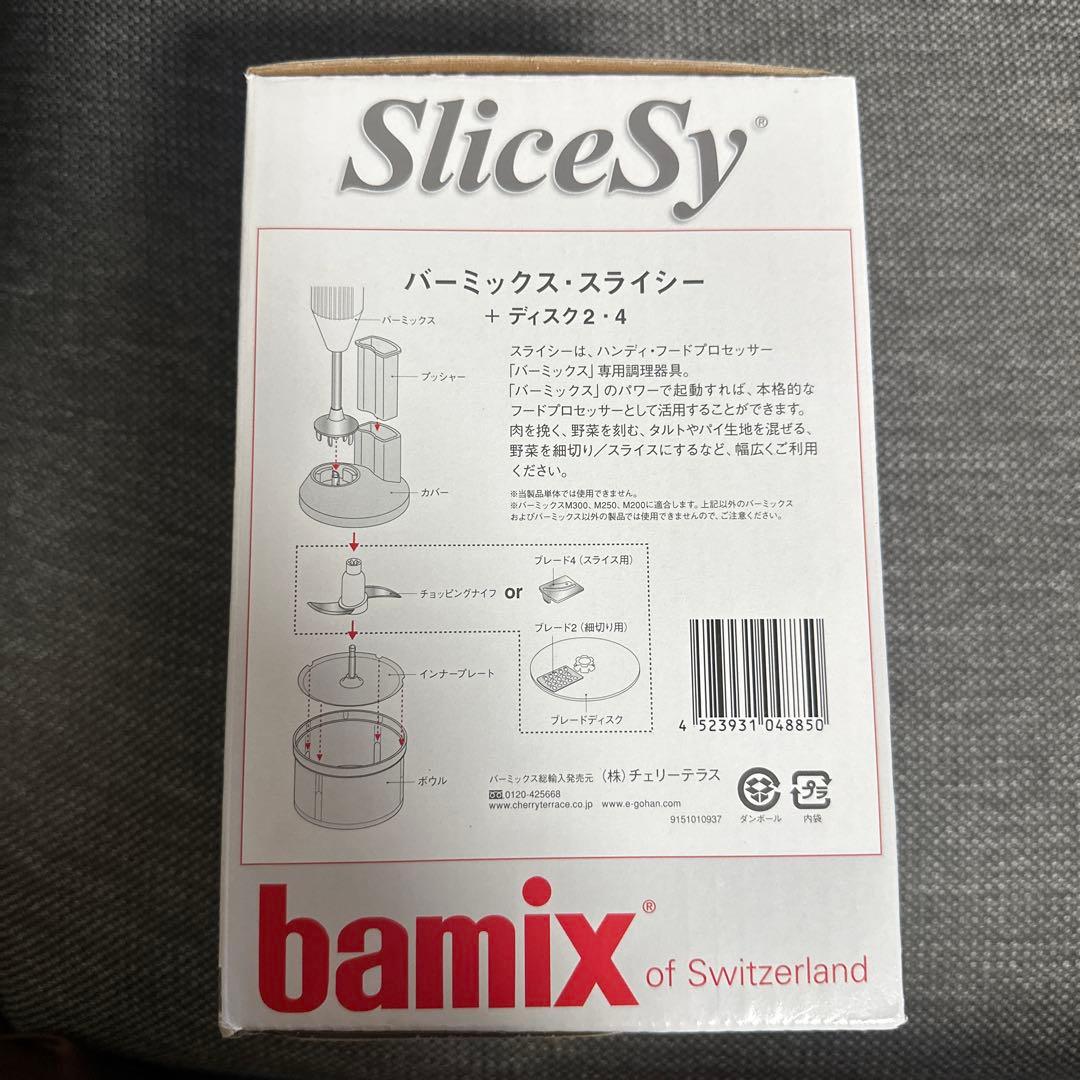 SliceSy®
バーミックス・スライシー
＋ ディスク2・4
バーミックス
プッシャー
カバー
スライシーは、ハンディ・フードプロセッサー
「バーミックス」専用調理器具。
「バーミックス」のパワーで起動すれば、本格的な
フードプロセッサーとして活用することができます。
肉を挽く、野菜を刻む、タルトやパイ生地を混ぜる、
野菜を細切り／スライスにするなど、幅広くご利用
ください。
※当製品単体では使用できません。
※バーミックスM300、M250、M200に適合します。上記以外のバーミックス
およびバーミックス以外の製品では使用できませんので、ご注意ください。
チョッピングナイフ or
ブレード4（スライス用）
ブレード2（細切り用）
ブレードディスク
インナープレート
ボウル
4 523931 048850
バーミックス総輸入発売元 （株）チェリーテラス
0120-425668
www.cherryterrace.co.jp www.e-gohan.com
9151010937
ダンボール
プラ
内袋
bamix®
of Switzerland